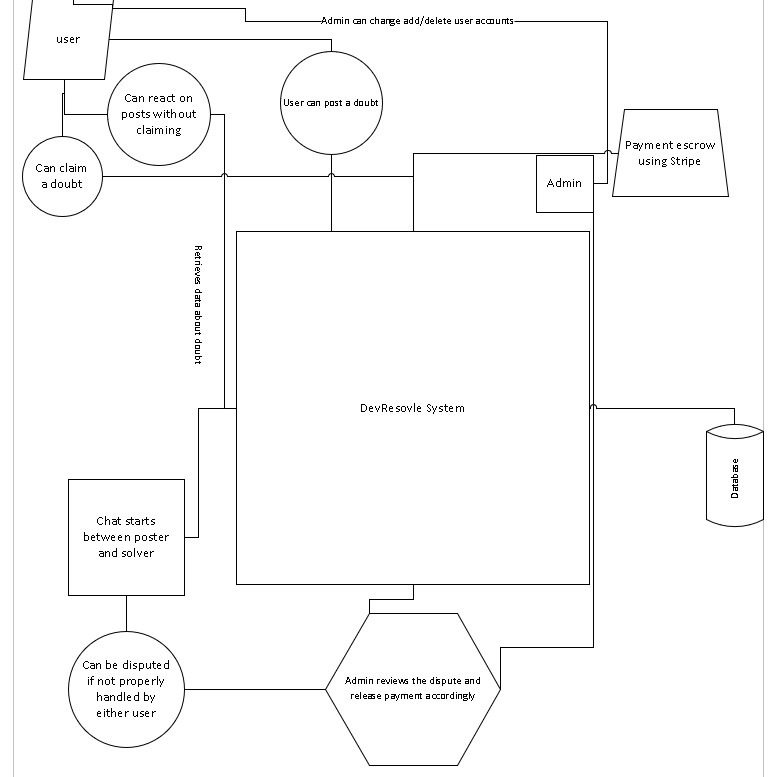 Admin can change add/delete user accounts
user
User can post a doubt
Can react on
posts without
claiming
Payment escrow
using Stripe
Can claim
a doubt
Admin
Retrieves data about doubt
DevResovle System
Database
Chat starts
between poster
and solver
Can be disputed
if not properly
handled by
either user
Admin reviews the dispute and
release payment accordingly